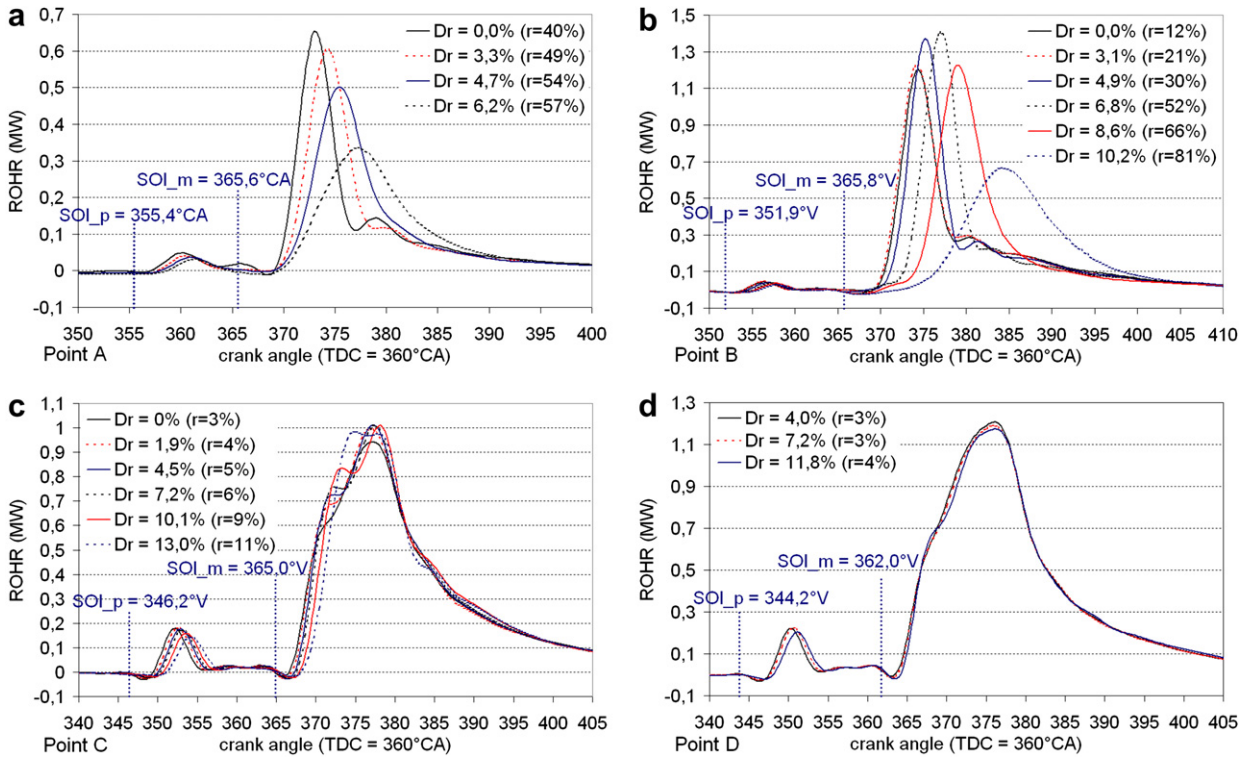 a
0,7
0,6
0,5
0,4
0,3
0,2
0,1
0
-0,1
ROHR (MW)
Dr = 0,0% (r=40%)
Dr = 3,3% (r=49%)
Dr = 4,7% (r=54%)
Dr = 6,2% (r=57%)
SOI_m = 365,6°CA
SOI_p = 355,4°CA
350 355 360 365 370 375 380 385 390 395 400
Point A
crank angle (TDC = 360°CA)
b
1,5
1,3
1,1
0,9
0,7
0,5
0,3
0,1
-0,1
ROHR (MW)
Dr = 0,0% (r=12%)
Dr = 3,1% (r=21%)
Dr = 4,9% (r=30%)
Dr = 6,8% (r=52%)
Dr = 8,6% (r=66%)
Dr = 10,2% (r=81%)
SOI_m = 365,8°V
SOI_p = 351,9°V
350 355 360 365 370 375 380 385 390 395 400 405 410
Point B
crank angle (TDC = 360°CA)
c
1,1
1
0,9
0,8
0,7
0,6
0,5
0,4
0,3
0,2
0,1
0
-0,1
ROHR (MW)
Dr = 0% (r=3%)
Dr = 1,9% (r=4%)
Dr = 4,5% (r=5%)
Dr = 7,2% (r=6%)
Dr = 10,1% (r=9%)
Dr = 13,0% (r=11%)
SOI_m = 365,0°V
SOI_p = 346,2°V
340 345 350 355 360 365 370 375 380 385 390 395 400 405
Point C
crank angle (TDC = 360°CA)
d
1,3
1,1
0,9
0,7
0,5
0,3
0,1
-0,1
ROHR (MW)
Dr = 4,0% (r=3%)
Dr = 7,2% (r=3%)
Dr = 11,8% (r=4%)
SOI_m = 362,0°V
SOI_p = 344,2°V
340 345 350 355 360 365 370 375 380 385 390 395 400 405
Point D
crank angle (TDC = 360°CA)